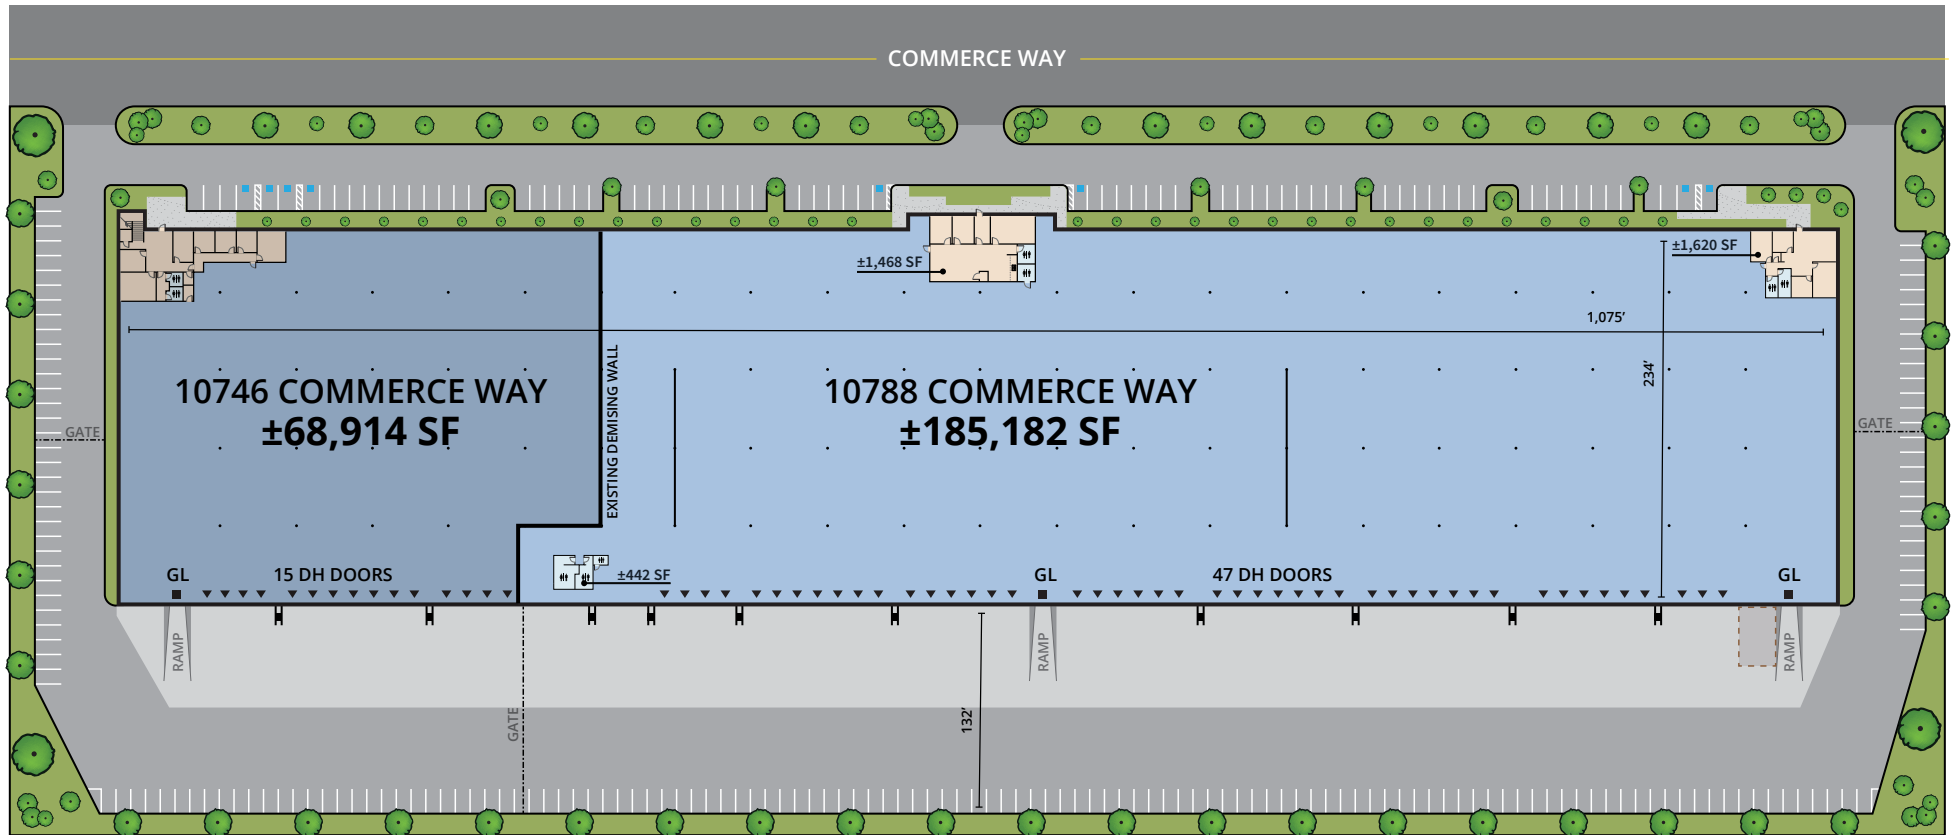 COMMERCE WAY
±1,468 SF
±1,620 SF
1,075'
234'
10746 COMMERCE WAY
±68,914 SF
EXISTING DEMISING WALL
10788 COMMERCE WAY
±185,182 SF
GATE
GATE
GL
15 DH DOORS
±442 SF
GL
47 DH DOORS
GL
RAMP
RAMP
RAMP
GATE
132'